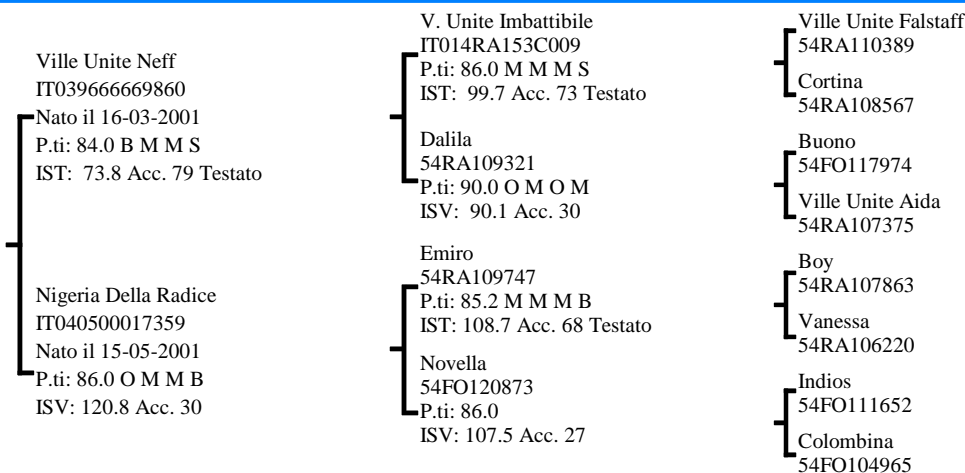 Ville Unite Neff
IT039666669860
Nato il 16-03-2001
P.ti: 84.0 B M M S
IST: 73.8 Acc. 79 Testato
Nigeria Della Radice
IT040500017359
Nato il 15-05-2001
P.ti: 86.0 O M M B
ISV: 120.8 Acc. 30
V. Unite Imbattibile
IT014RA153C009
P.ti: 86.0 M M M S
IST: 99.7 Acc. 73 Testato
Dalila
54RA109321
P.ti: 90.0 O M O M
ISV: 90.1 Acc. 30
Emiro
54RA109747
P.ti: 85.2 M M M B
IST: 108.7 Acc. 68 Testato
Novella
54FO120873
P.ti: 86.0
ISV: 107.5 Acc. 27
Ville Unite Falstaff
54RA110389
Cortina
54RA108567
Buono
54FO117974
Ville Unite Aida
54RA107375
Boy
54RA107863
Vanessa
54RA106220
Indios
54FO111652
Colombina
54FO104965